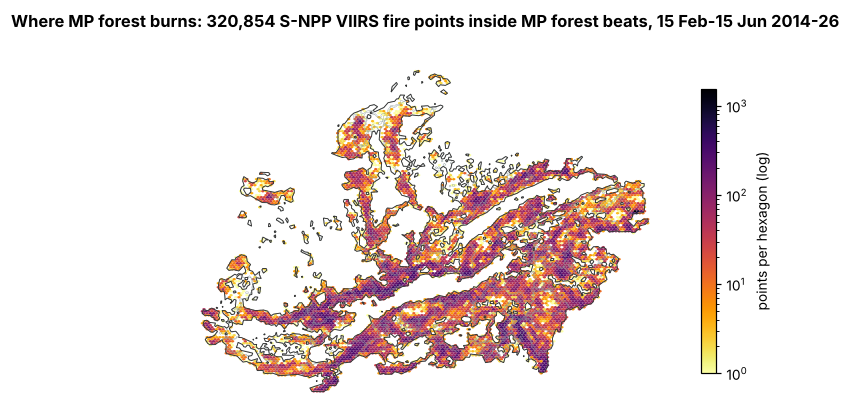 Where MP forest burns: 320,854 S-NPP VIIRS fire points inside MP forest beats, 15 Feb-15 Jun 2014-26
10³
10²
10¹
10⁰
points per hexagon (log)